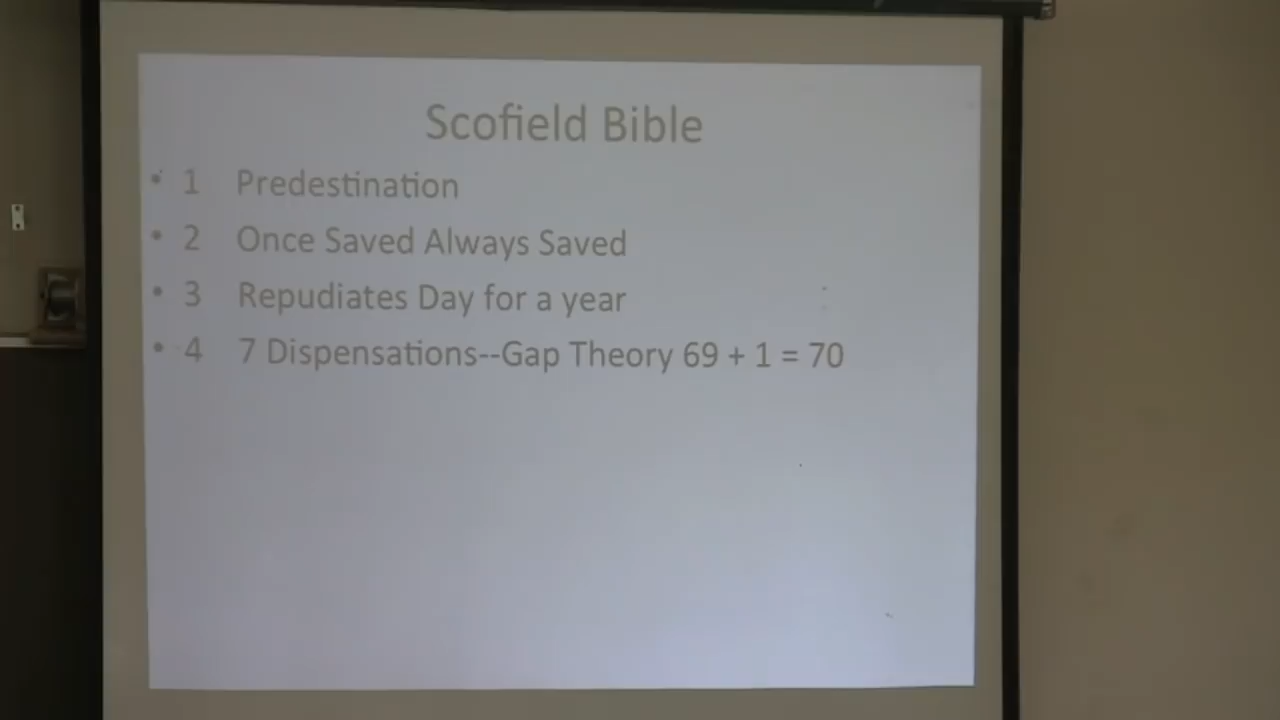 Scofield Bible
• 1 Predestination
• 2 Once Saved Always Saved
• 3 Repudiates Day for a year
• 4 7 Dispensations--Gap Theory 69 + 1 = 70